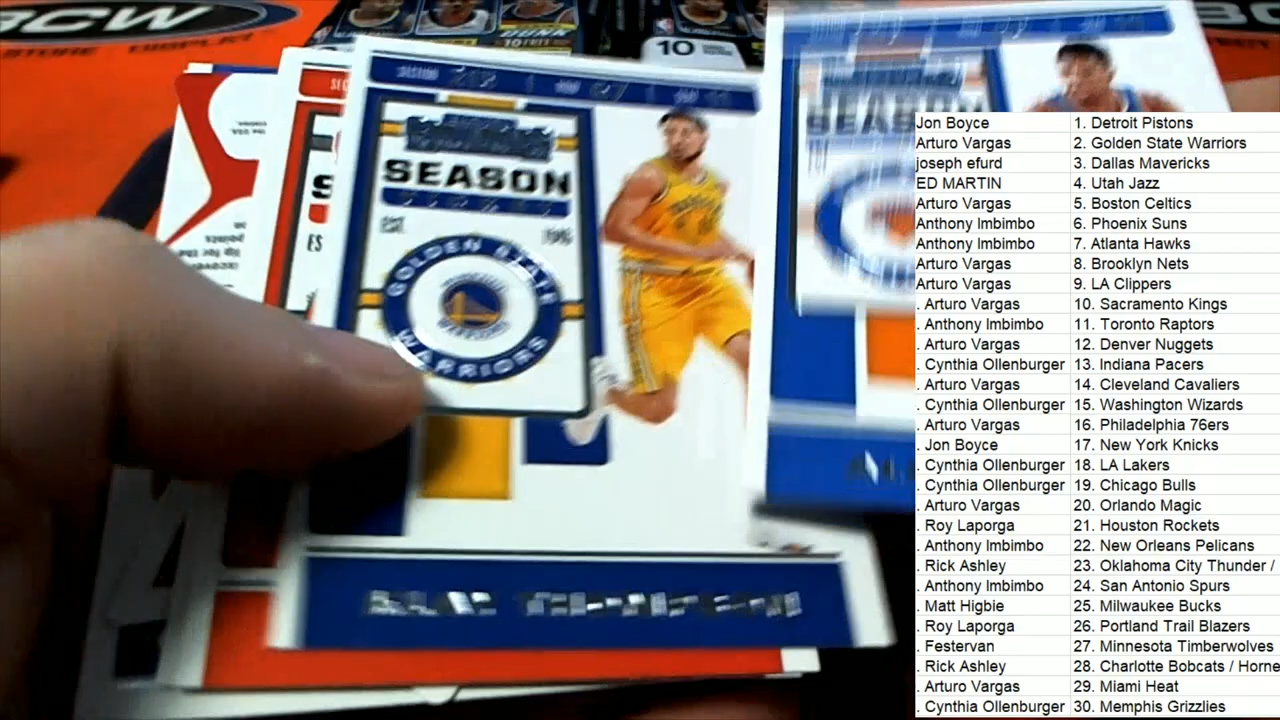 BCW
STORE DISPLAY
10
SEASON
SEASON
EST
GOLDEN STATE
WARRIORS
ES
Jon Boyce 1. Detroit Pistons
Arturo Vargas 2. Golden State Warriors
joseph efurd 3. Dallas Mavericks
ED MARTIN 4. Utah Jazz
Arturo Vargas 5. Boston Celtics
Anthony Imbimbo 6. Phoenix Suns
Anthony Imbimbo 7. Atlanta Hawks
Arturo Vargas 8. Brooklyn Nets
Arturo Vargas 9. LA Clippers
. Arturo Vargas 10. Sacramento Kings
. Anthony Imbimbo 11. Toronto Raptors
. Arturo Vargas 12. Denver Nuggets
. Cynthia Ollenburger 13. Indiana Pacers
. Arturo Vargas 14. Cleveland Cavaliers
. Cynthia Ollenburger 15. Washington Wizards
. Arturo Vargas 16. Philadelphia 76ers
. Jon Boyce 17. New York Knicks
. Cynthia Ollenburger 18. LA Lakers
. Cynthia Ollenburger 19. Chicago Bulls
. Arturo Vargas 20. Orlando Magic
. Roy Laporga 21. Houston Rockets
. Anthony Imbimbo 22. New Orleans Pelicans
. Rick Ashley 23. Oklahoma City Thunder /
. Anthony Imbimbo 24. San Antonio Spurs
. Matt Higbie 25. Milwaukee Bucks
. Roy Laporga 26. Portland Trail Blazers
. Festervan 27. Minnesota Timberwolves
. Rick Ashley 28. Charlotte Bobcats / Horne
. Arturo Vargas 29. Miami Heat
. Cynthia Ollenburger 30. Memphis Grizzlies